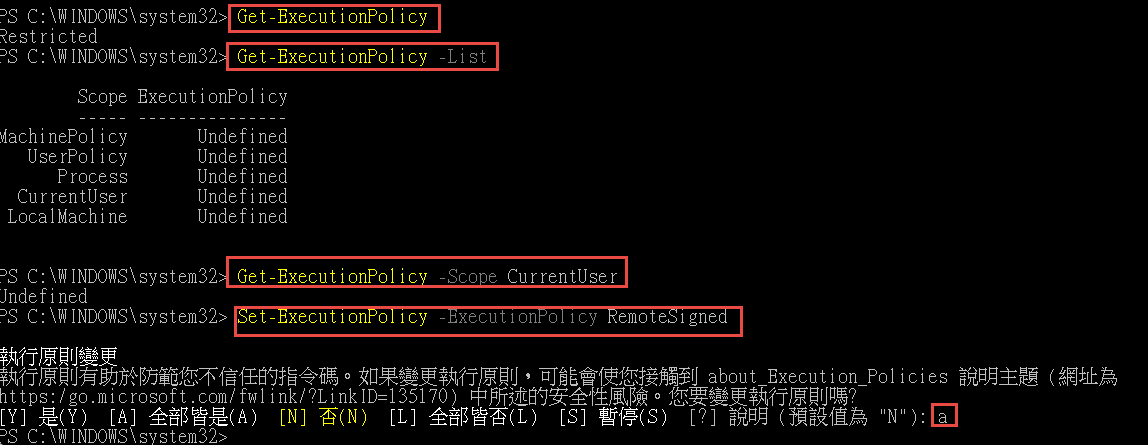 PS C:\WINDOWS\system32> Get-ExecutionPolicy
Restricted
PS C:\WINDOWS\system32> Get-ExecutionPolicy -List
Scope ExecutionPolicy
----- ---------------
MachinePolicy Undefined
UserPolicy Undefined
Process Undefined
CurrentUser Undefined
LocalMachine Undefined
PS C:\WINDOWS\system32> Get-ExecutionPolicy -Scope CurrentUser
Undefined
PS C:\WINDOWS\system32> Set-ExecutionPolicy -ExecutionPolicy RemoteSigned
執行原則變更
執行原則有助於防範您不信任的指令碼。如果變更執行原則，可能會使您接觸到 about_Execution_Policies 說明主題 (網址為
https:/go.microsoft.com/fwlink/?LinkID=135170) 中所述的安全性風險。您要變更執行原則嗎?
[Y] 是(Y) [A] 全部皆是(A) [N] 否(N) [L] 全部皆否(L) [S] 暫停(S) [?] 說明 (預設值為 "N"): a
PS C:\WINDOWS\system32>